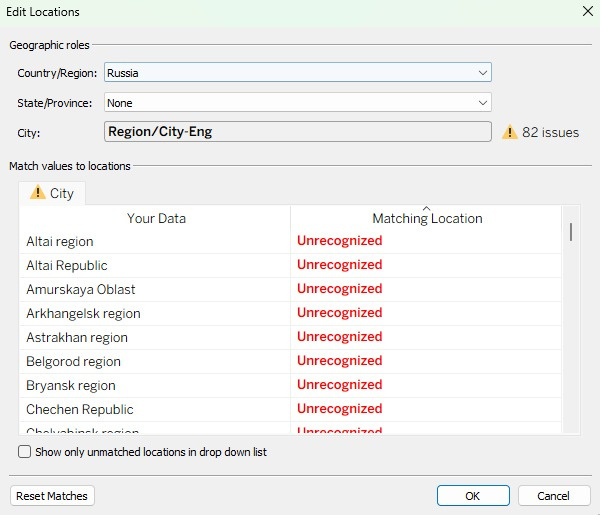 Edit Locations
Geographic roles
Country/Region: Russia
State/Province: None
City: Region/City-Eng 82 issues
Match values to locations
City
Your Data Matching Location
Altai region Unrecognized
Altai Republic Unrecognized
Amurskaya Oblast Unrecognized
Arkhangelsk region Unrecognized
Astrakhan region Unrecognized
Belgorod region Unrecognized
Bryansk region Unrecognized
Chechen Republic Unrecognized
Chelyabinsk region Unrecognized
Show only unmatched locations in drop down list
Reset Matches OK Cancel